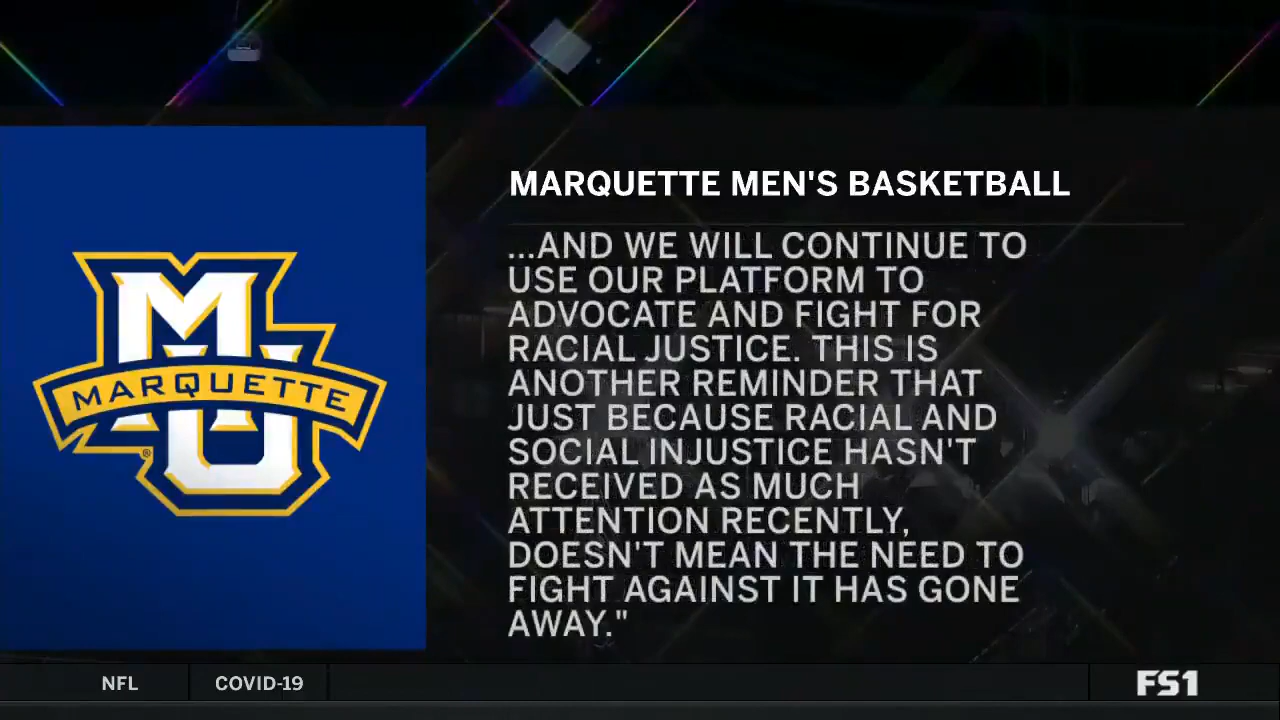 MARQUETTE MEN'S BASKETBALL
...AND WE WILL CONTINUE TO
USE OUR PLATFORM TO
ADVOCATE AND FIGHT FOR
RACIAL JUSTICE. THIS IS
ANOTHER REMINDER THAT
JUST BECAUSE RACIAL AND
SOCIAL INJUSTICE HASN'T
RECEIVED AS MUCH
ATTENTION RECENTLY,
DOESN'T MEAN THE NEED TO
FIGHT AGAINST IT HAS GONE
AWAY."
MU
MARQUETTE
®
NFL
COVID-19
FS1